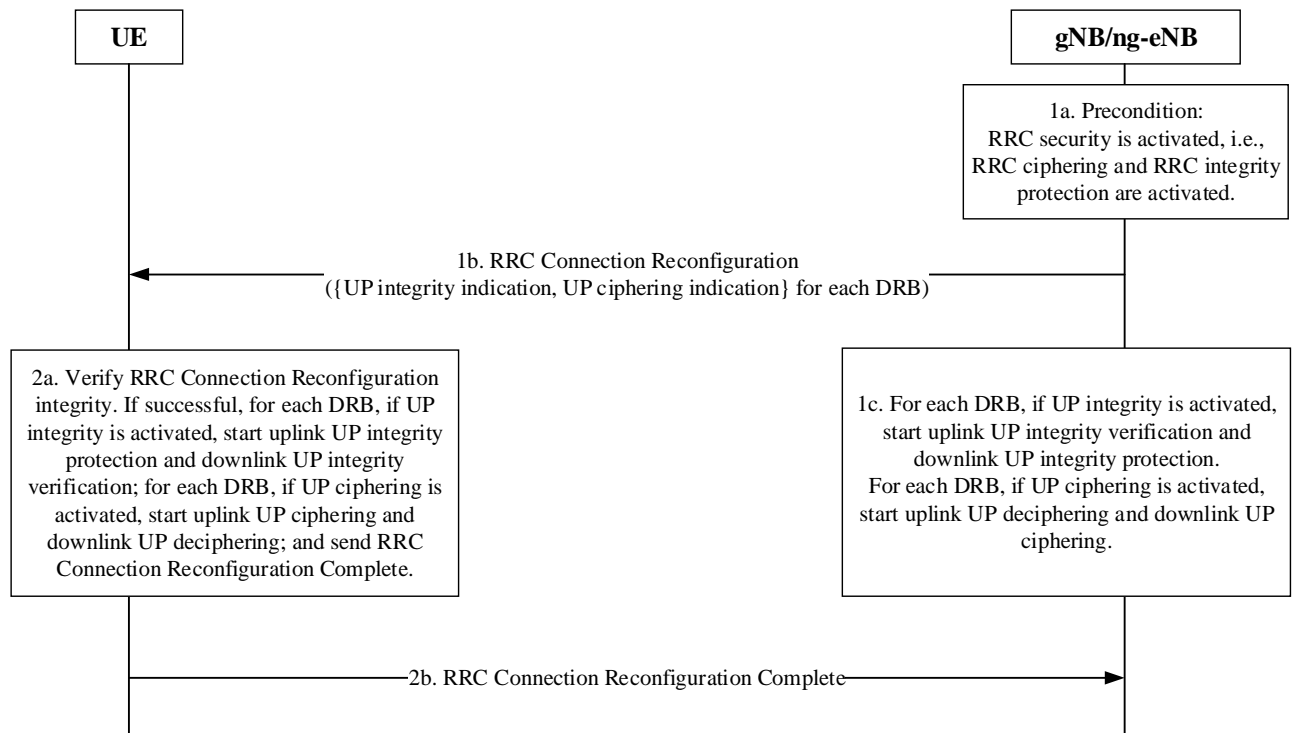 UE
gNB/ng-eNB
1a. Precondition:
RRC security is activated, i.e.,
RRC ciphering and RRC integrity
protection are activated.
1b. RRC Connection Reconfiguration
({UP integrity indication, UP ciphering indication} for each DRB)
2a. Verify RRC Connection Reconfiguration
integrity. If successful, for each DRB, if UP
integrity is activated, start uplink UP integrity
protection and downlink UP integrity
verification; for each DRB, if UP ciphering is
activated, start uplink UP ciphering and
downlink UP deciphering; and send RRC
Connection Reconfiguration Complete.
1c. For each DRB, if UP integrity is activated,
start uplink UP integrity verification and
downlink UP integrity protection.
For each DRB, if UP ciphering is activated,
start uplink UP deciphering and downlink UP
ciphering.
2b. RRC Connection Reconfiguration Complete